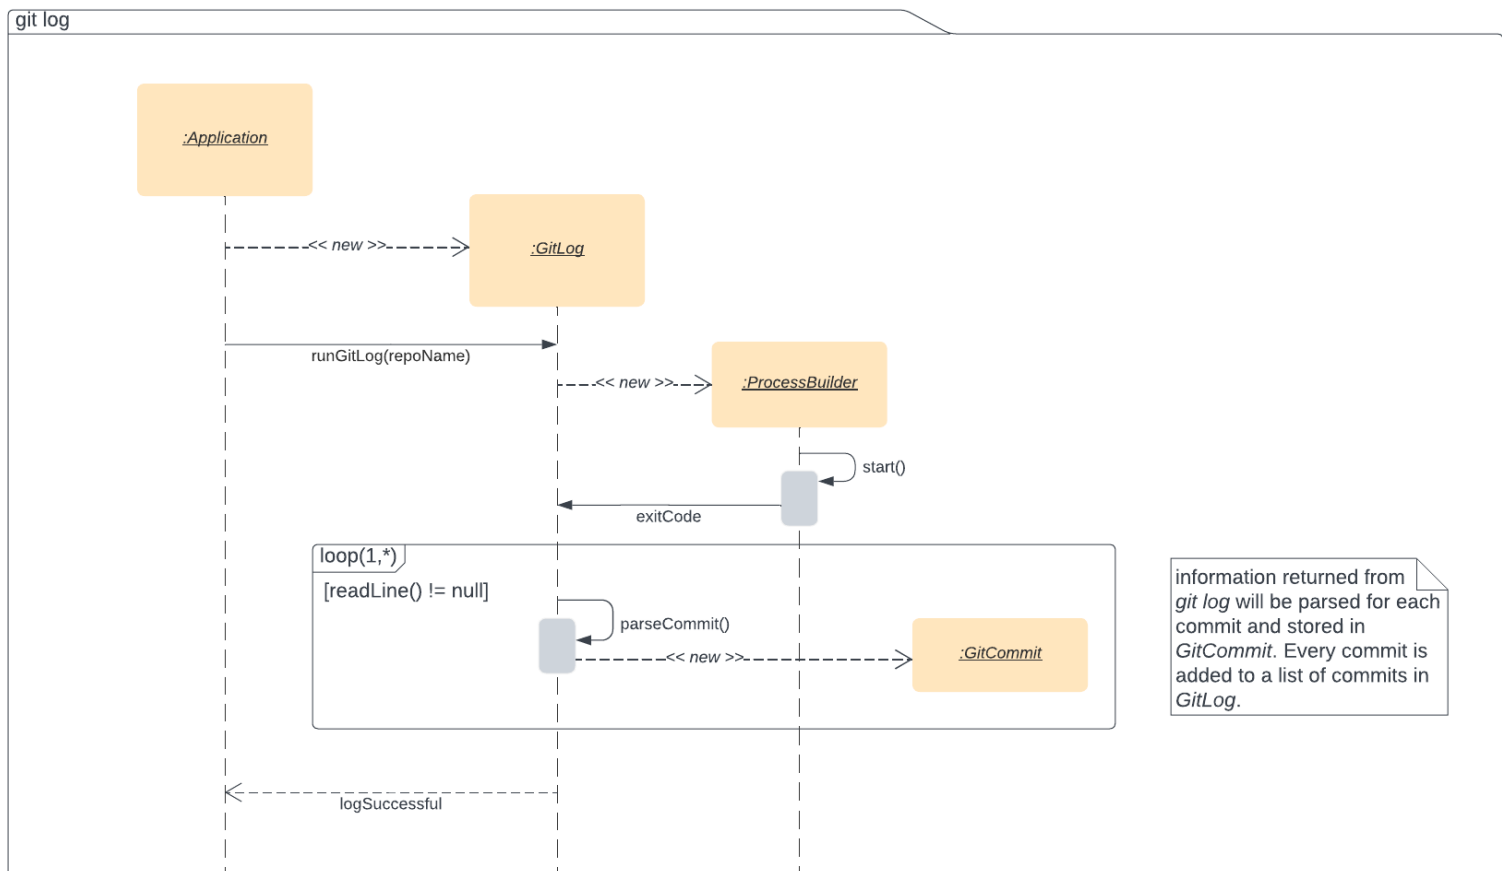 git log
:Application
<< new >>
:GitLog
runGitLog(repoName)
<< new >>
:ProcessBuilder
start()
exitCode
loop(1,*)
[readLine() != null]
parseCommit()
<< new >>
:GitCommit
information returned from
git log will be parsed for each
commit and stored in
GitCommit. Every commit is
added to a list of commits in
GitLog.
logSuccessful